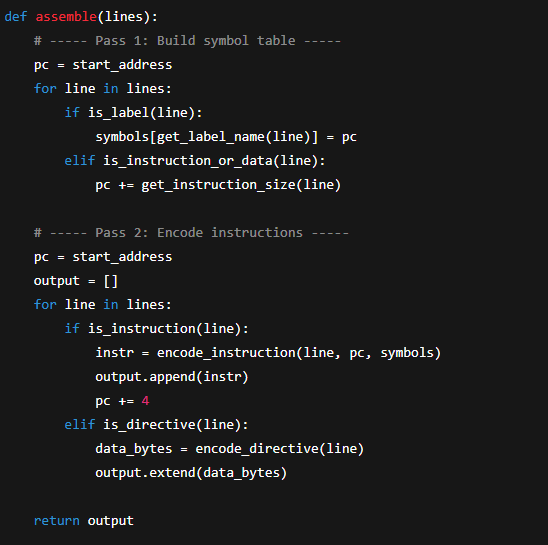 def assemble(lines):
    # ----- Pass 1: Build symbol table -----
    pc = start_address
    for line in lines:
        if is_label(line):
            symbols[get_label_name(line)] = pc
        elif is_instruction_or_data(line):
            pc += get_instruction_size(line)

    # ----- Pass 2: Encode instructions -----
    pc = start_address
    output = []
    for line in lines:
        if is_instruction(line):
            instr = encode_instruction(line, pc, symbols)
            output.append(instr)
            pc += 4
        elif is_directive(line):
            data_bytes = encode_directive(line)
            output.extend(data_bytes)

    return output